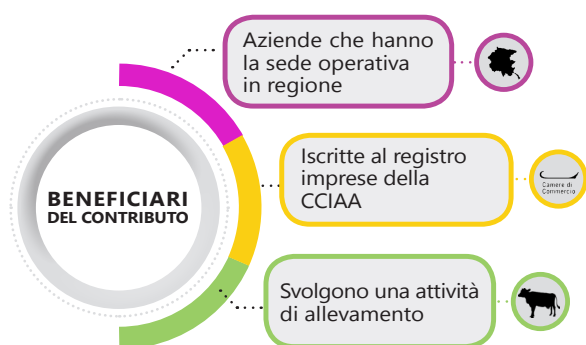 Aziende che hanno
la sede operativa
in regione
Iscritte al registro
imprese della
CCIAA
Camere di
Commercio
BENEFICIARI
DEL CONTRIBUTO
Svolgono una attività
di allevamento